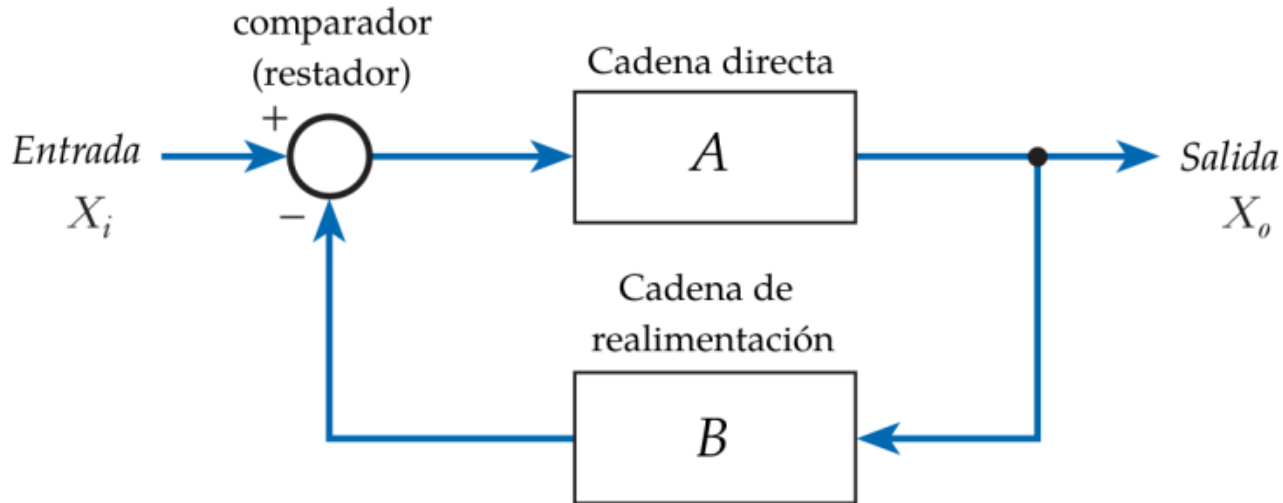 comparador
(restador)
Cadena directa
+
Entrada
A
Salida
X_i
−
X_o
Cadena de
realimentación
B